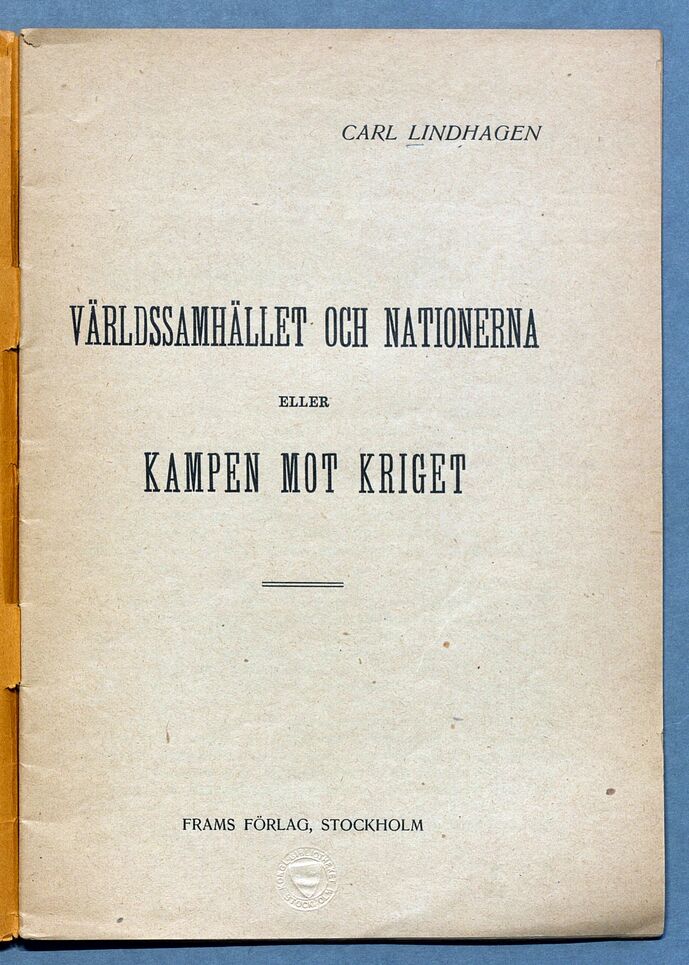 CARL LINDHAGEN
VÄRLDSSAMHÄLLET OCH NATIONERNA
ELLER
KAMPEN MOT KRIGET
FRAMS FÖRLAG, STOCKHOLM